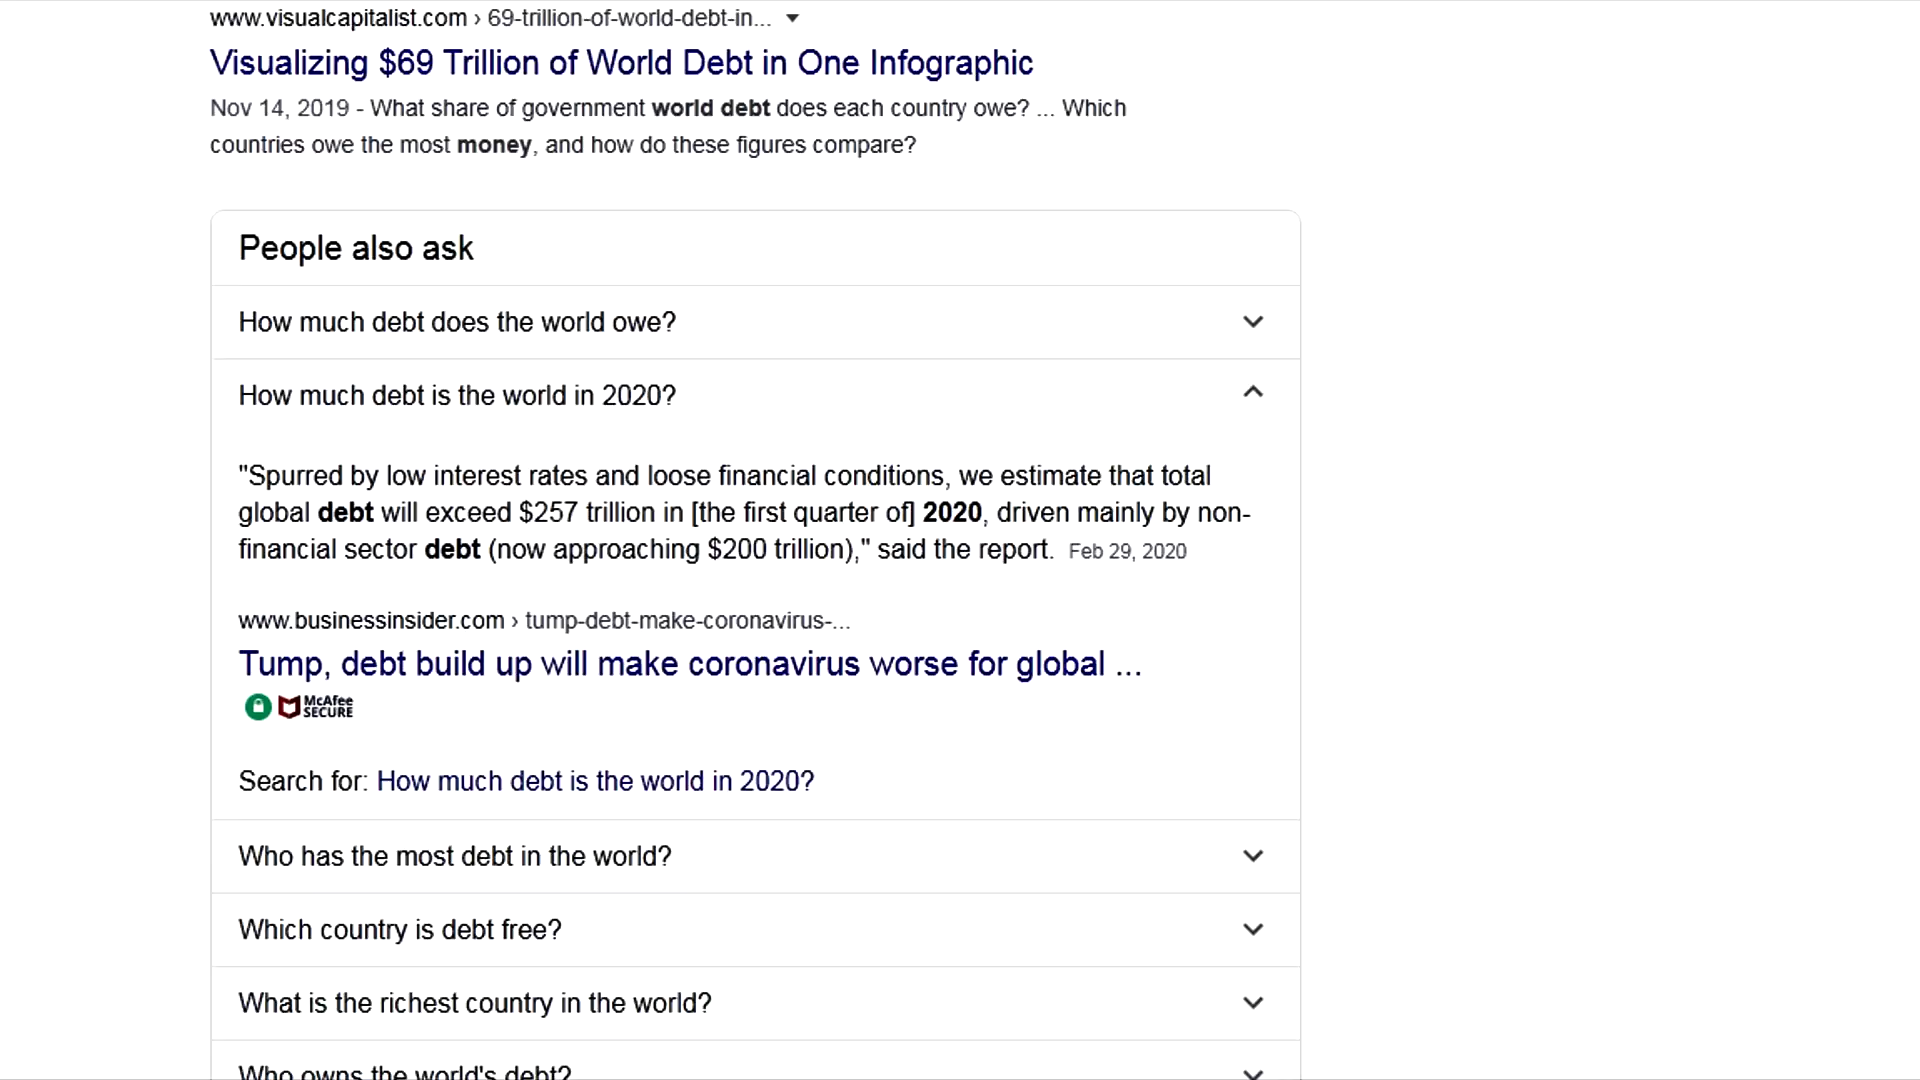 www.visualcapitalist.com › 69-trillion-of-world-debt-in...
Visualizing $69 Trillion of World Debt in One Infographic
Nov 14, 2019 - What share of government world debt does each country owe? ... Which
countries owe the most money, and how do these figures compare?
People also ask
How much debt does the world owe?
How much debt is the world in 2020?
"Spurred by low interest rates and loose financial conditions, we estimate that total
global debt will exceed $257 trillion in [the first quarter of] 2020, driven mainly by non-
financial sector debt (now approaching $200 trillion)," said the report. Feb 29, 2020
www.businessinsider.com › tump-debt-make-coronavirus-...
Tump, debt build up will make coronavirus worse for global ...
McAfee
SECURE
Search for: How much debt is the world in 2020?
Who has the most debt in the world?
Which country is debt free?
What is the richest country in the world?
Who owns the world's debt?